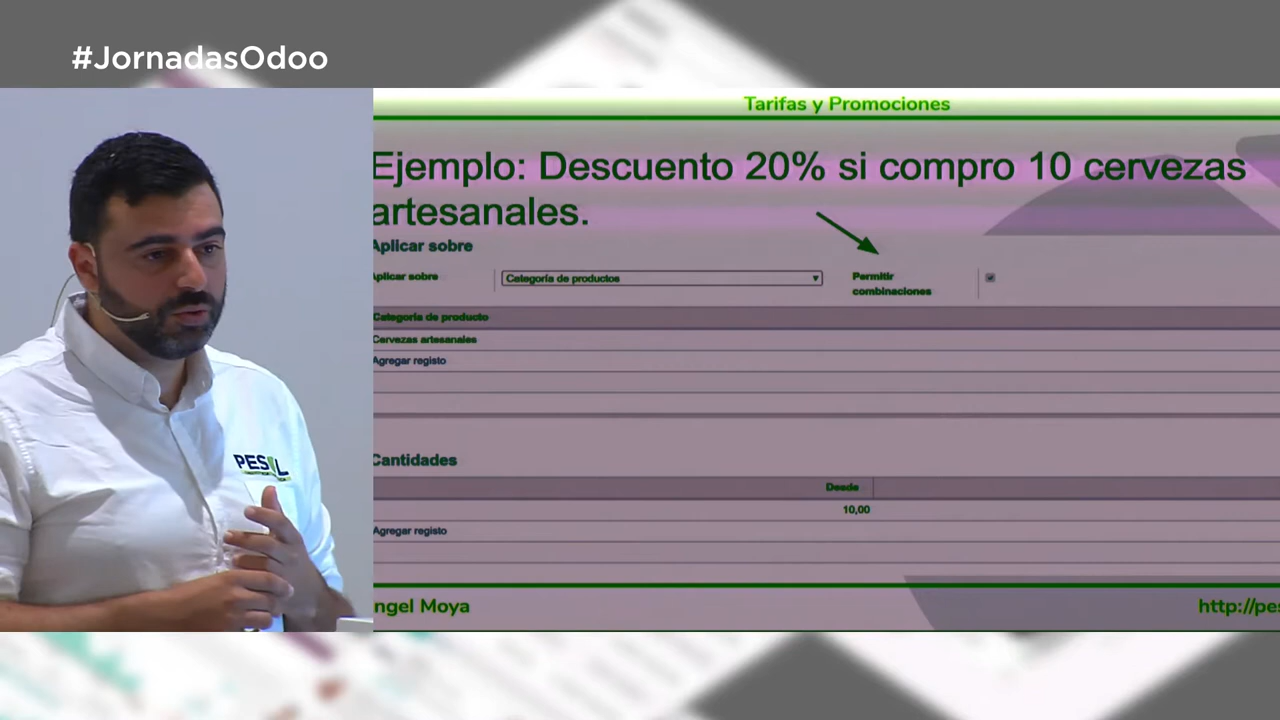 #JornadasOdoo
Tarifas y Promociones
Ejemplo: Descuento 20% si compro 10 cervezas
artesanales.
Aplicar sobre
Aplicar sobre
Categoría de productos
Permitir
combinaciones
Categoría de producto
Cervezas artesanales
Agregar registo
Cantidades
Desde
10,00
Agregar registo
ngel Moya
http://pes
PESOL